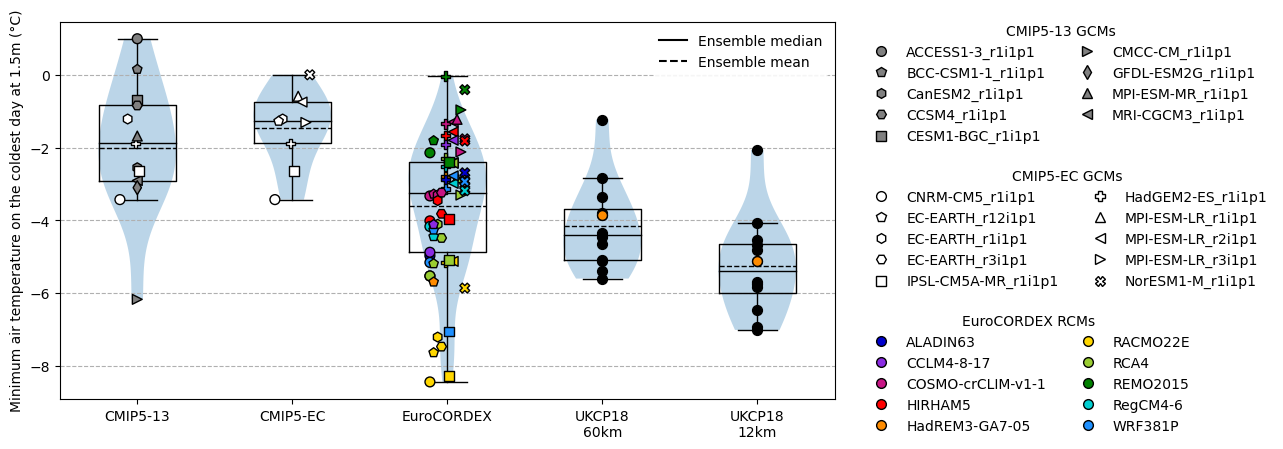 Minimum air temperature on the coldest day at 1.5m (°C)
0
−2
−4
−6
−8
Ensemble median
Ensemble mean
CMIP5-13
CMIP5-EC
EuroCORDEX
UKCP18
60km
UKCP18
12km
CMIP5-13 GCMs
ACCESS1-3_r1i1p1
BCC-CSM1-1_r1i1p1
CanESM2_r1i1p1
CCSM4_r1i1p1
CESM1-BGC_r1i1p1
CMCC-CM_r1i1p1
GFDL-ESM2G_r1i1p1
MPI-ESM-MR_r1i1p1
MRI-CGCM3_r1i1p1
CMIP5-EC GCMs
CNRM-CM5_r1i1p1
EC-EARTH_r12i1p1
EC-EARTH_r1i1p1
EC-EARTH_r3i1p1
IPSL-CM5A-MR_r1i1p1
HadGEM2-ES_r1i1p1
MPI-ESM-LR_r1i1p1
MPI-ESM-LR_r2i1p1
MPI-ESM-LR_r3i1p1
NorESM1-M_r1i1p1
EuroCORDEX RCMs
ALADIN63
CCLM4-8-17
COSMO-crCLIM-v1-1
HIRHAM5
HadREM3-GA7-05
RACMO22E
RCA4
REMO2015
RegCM4-6
WRF381P